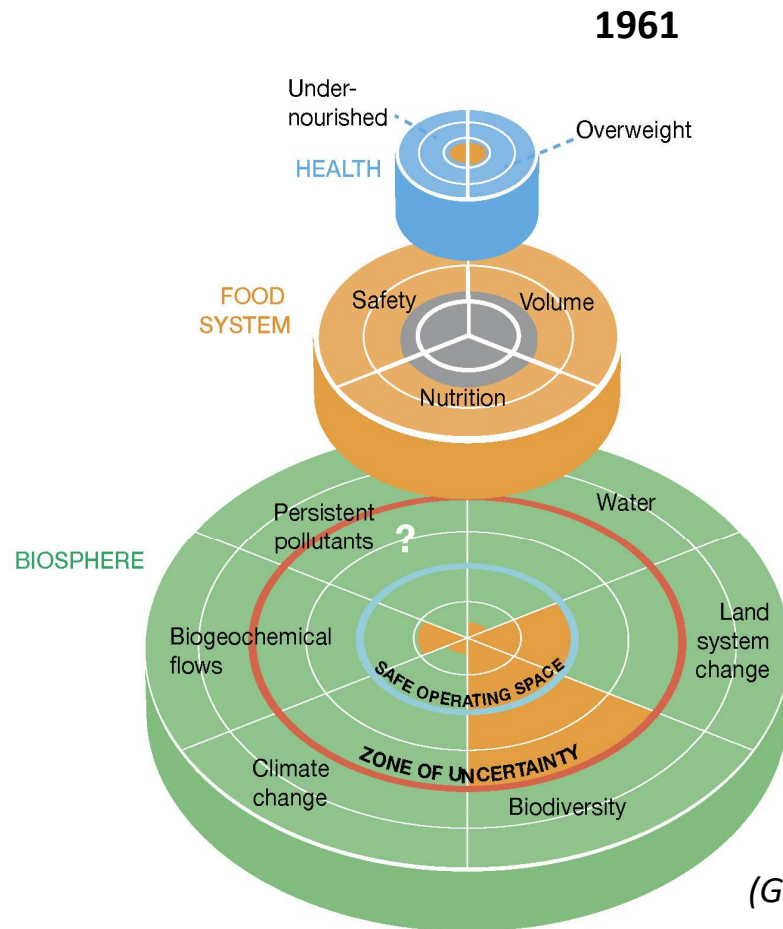 1961
Under-
nourished
Overweight
HEALTH
FOOD
SYSTEM
Safety
Volume
Nutrition
BIOSPHERE
Persistent
pollutants
?
Water
Biogeochemical
flows
Land
system
change
SAFE OPERATING SPACE
ZONE OF UNCERTAINTY
Climate
change
Biodiversity
(G